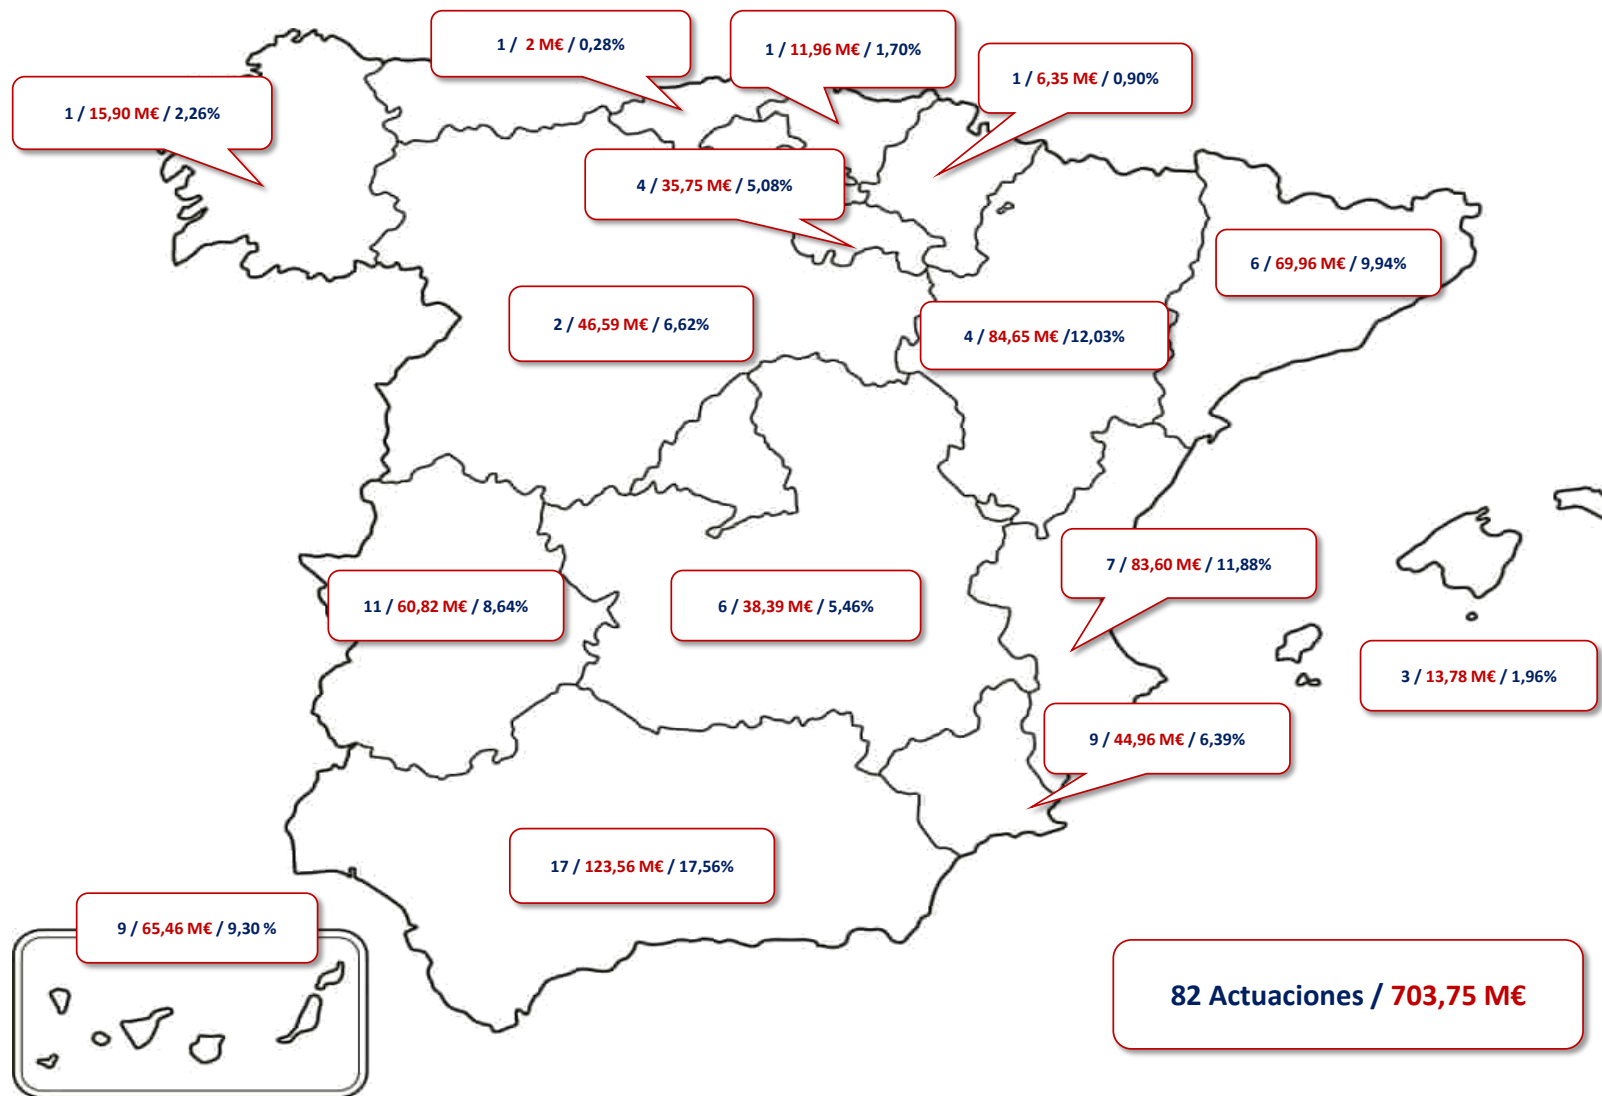 1 / 2 M€ / 0,28%
1 / 11,96 M€ / 1,70%
1 / 6,35 M€ / 0,90%
1 / 15,90 M€ / 2,26%
4 / 35,75 M€ / 5,08%
6 / 69,96 M€ / 9,94%
2 / 46,59 M€ / 6,62%
4 / 84,65 M€ /12,03%
7 / 83,60 M€ / 11,88%
11 / 60,82 M€ / 8,64%
6 / 38,39 M€ / 5,46%
3 / 13,78 M€ / 1,96%
9 / 44,96 M€ / 6,39%
17 / 123,56 M€ / 17,56%
9 / 65,46 M€ / 9,30 %
82 Actuaciones / 703,75 M€